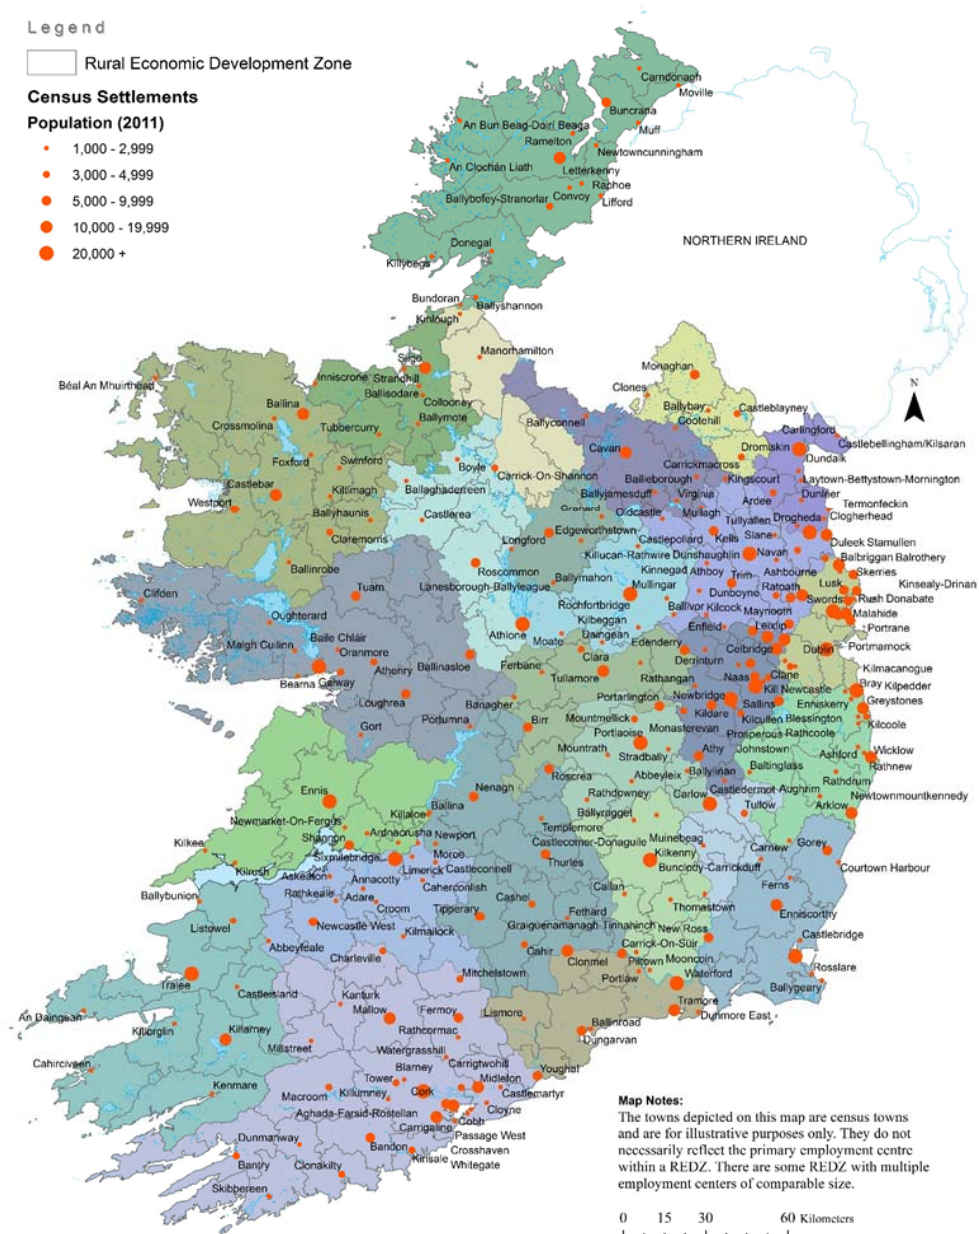 Legend
Rural Economic Development Zone
Census Settlements
Population (2011)
1,000 - 2,999
3,000 - 4,999
5,000 - 9,999
10,000 - 19,999
20,000 +
Carndonagh
Moville
Buncrana
An Bun Beag-Doirí Beaga
Muff
Ramelton
Newtowncunningham
An Clochán Liath
Letterkenny
Raphoe
Ballybofey-Stranorlar
Convoy
Lifford
NORTHERN IRELAND
Donegal
Killybegs
Bundoran
Ballyshannon
Kinlough
Manorhamilton
Sligo
Monaghan
N
Béal An Mhuirthead
Inniscrone
Strandhill
Clones
Ballisodare
Collooney
Ballina
Ballybay
Castleblayney
Crossmolina
Tubbercurry
Ballymote
Ballyconnell
Cootehill
Carlingford
Dromiskin
Castlebellingham/Kilsaran
Cavan
Dundalk
Foxford
Swinford
Boyle
Carrick-On-Shannon
Carrickmacross
Bailieborough
Kingscourt
Laytown-Bettystown-Mornington
Castlebar
Kiltimagh
Ballaghaderreen
Ballyjamesduff
Virginia
Ardee
Dunleer
Westport
Granard
Oldcastle
Mullagh
Termonfeckin
Ballyhaunis
Castlerea
Edgeworthstown
Tullyallen
Drogheda
Clogherhead
Claremorris
Longford
Castlepollard
Kells
Slane
Duleek
Stamullen
Killucan-Rathwire
Dunshaughlin
Navan
Balbriggan
Balrothery
Ballinrobe
Roscommon
Kinnegad
Athboy
Ashbourne
Skerries
Clifden
Tuam
Lanesborough-Ballyleague
Ballymahon
Mullingar
Trim
Ratoath
Lusk
Kinsealy-Drinan
Oughterard
Rochfortbridge
Dunboyne
Swords
Rush
Donabate
Kilbeggan
Ballivor
Kilcock
Maynooth
Malahide
Maigh Cuilinn
Baile Chláir
Athlone
Moate
Daingean
Enfield
Leixlip
Portrane
Oranmore
Edenderry
Clara
Celbridge
Dublin
Portmarnock
Athenry
Ballinasloe
Ferbane
Derrinturn
Bearna
Galway
Tullamore
Rathangan
Naas
Clane
Kilmacanogue
Loughrea
Banagher
Portarlington
Newbridge
Kill
Newcastle
Bray
Kilpedder
Portumna
Mountmellick
Kildare
Sallins
Enniskerry
Greystones
Gort
Birr
Portlaoise
Monasterevan
Kilcullen
Blessington
Kilcoole
Prosperous
Rathcoole
Mountrath
Stradbally
Athy
Johnstown
Ashford
Wicklow
Roscrea
Abbeyleix
Ballylinan
Baltinglass
Rathnew
Ennis
Nenagh
Rathdowney
Castledermot
Rathdrum
Carlow
Aughrim
Newtownmountkennedy
Ballina
Ballyragget
Tullow
Arklow
Newmarket-On-Fergus
Killaloe
Shannon
Ardnacrusha
Newport
Templemore
Castlecomer-Donaguile
Muinebeag
Carnew
Gorey
Kilkee
Sixmilebridge
Moroe
Thurles
Kilkenny
Courtown Harbour
Kilrush
Limerick
Castleconnell
Bunclody-Carrickduff
Askeaton
Annacotty
Ballybunion
Rathkeale
Caherconlish
Callan
Ferns
Adare
Cashel
Thomastown
Croom
Tipperary
Fethard
Enniscorthy
Listowel
Newcastle West
Graiguenamanagh-Tinnahinch
New Ross
Kilmallock
Castlebridge
Abbeyfeale
Cahir
Carrick-On-Suir
Charleville
Clonmel
Piltown
Mooncoin
Rosslare
Mitchelstown
Portlaw
Waterford
Tralee
Ballygeary
Castleisland
Kanturk
Tramore
An Daingean
Mallow
Fermoy
Lismore
Dunmore East
Killorglin
Killarney
Rathcormac
Ballinroad
Dungarvan
Millstreet
Watergrasshill
Cahirciveen
Blarney
Carrigtwohill
Youghal
Kenmare
Tower
Midleton
Macroom
Killumney
Cork
Castlemartyr
Aghada-Farsid-Rostellan
Cloyne
Carrigaline
Cobh
Dunmanway
Passage West
Bandon
Crosshaven
Bantry
Clonakilty
Kinsale
Whitegate
Skibbereen
Map Notes:
The towns depicted on this map are census towns
and are for illustrative purposes only. They do not
necessarily reflect the primary employment centre
within a REDZ. There are some REDZ with multiple
employment centers of comparable size.
0 15 30 60 Kilometers